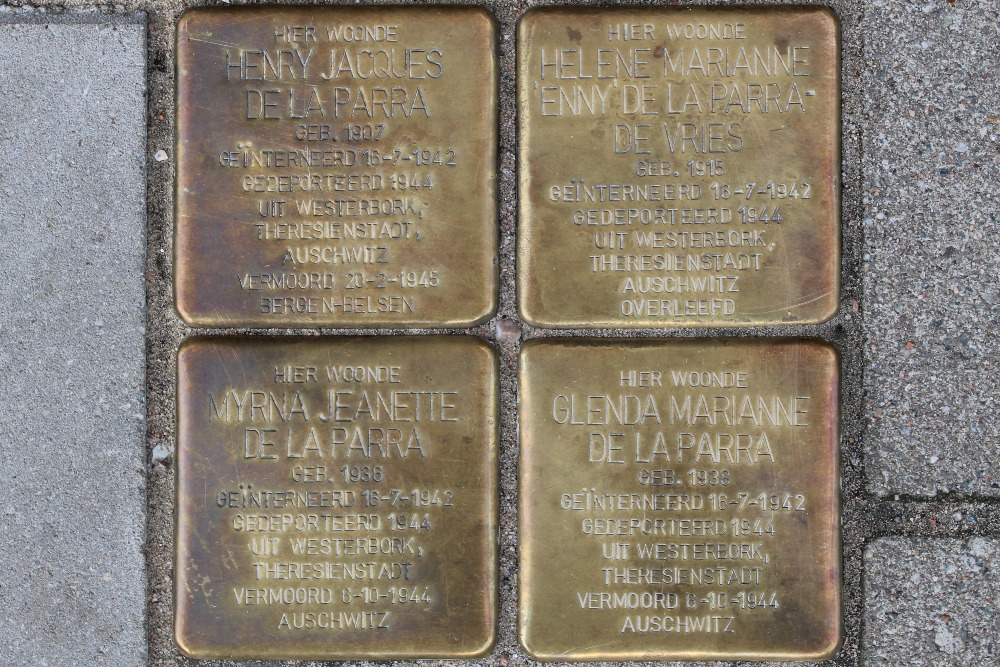 HIER WOONDE
HENRY JACQUES
DE LA PARRA
GEB. 1907
GEÏNTERNEERD 16-7-1942
GEDEPORTEERD 1944
UIT WESTERBORK,
THERESIENSTADT,
AUSCHWITZ
VERMOORD 20-2-1945
BERGEN-BELSEN
HIER WOONDE
HELENE MARIANNE
'ENNY' DE LA PARRA-
DE VRIES
GEB. 1915
GEÏNTERNEERD 16-7-1942
GEDEPORTEERD 1944
UIT WESTERBORK,
THERESIENSTADT
AUSCHWITZ
OVERLEEFD
HIER WOONDE
MYRNA JEANETTE
DE LA PARRA
GEB. 1936
GEÏNTERNEERD 16-7-1942
GEDEPORTEERD 1944
UIT WESTERBORK,
THERESIENSTADT
VERMOORD 6-10-1944
AUSCHWITZ
HIER WOONDE
GLENDA MARIANNE
DE LA PARRA
GEB. 1938
GEÏNTERNEERD 16-7-1942
GEDEPORTEERD 1944
UIT WESTERBORK,
THERESIENSTADT
VERMOORD 6-10-1944
AUSCHWITZ